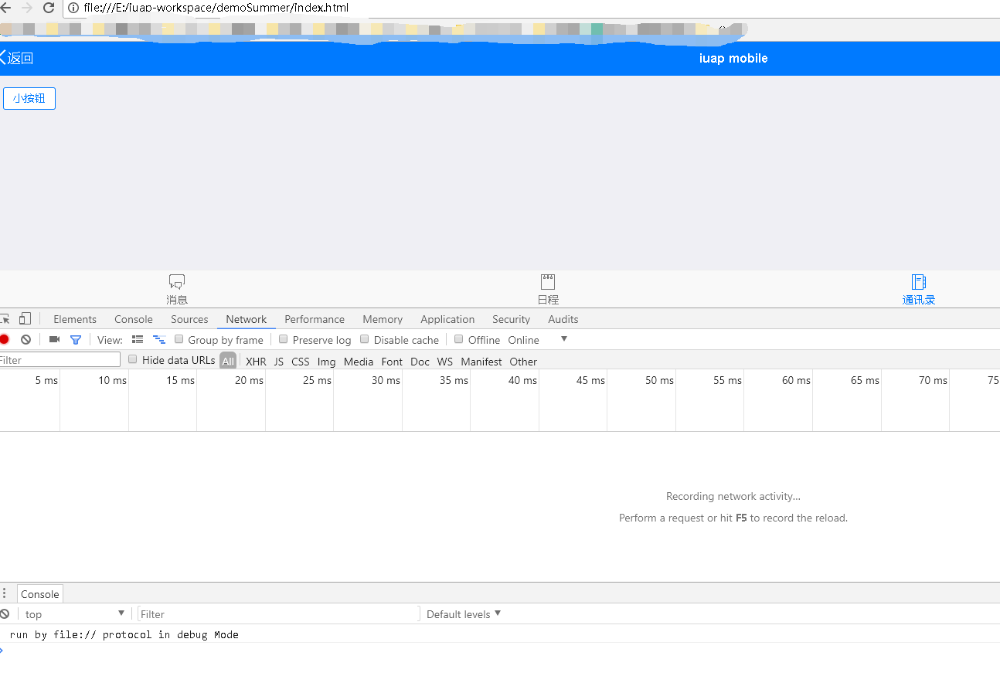 file:///E:/iuap-workspace/demoSummer/index.html
返回
iuap mobile
小按钮
消息 日程 通讯录
Elements Console Sources Network Performance Memory Application Security Audits
View: Group by frame Preserve log Disable cache Offline Online
Filter Hide data URLs All XHR JS CSS Img Media Font Doc WS Manifest Other
5 ms 10 ms 15 ms 20 ms 25 ms 30 ms 35 ms 40 ms 45 ms 50 ms 55 ms 60 ms 65 ms 70 ms 75
Recording network activity…
Perform a request or hit F5 to record the reload.
Console
top Filter Default levels
run by file:// protocol in debug Mode